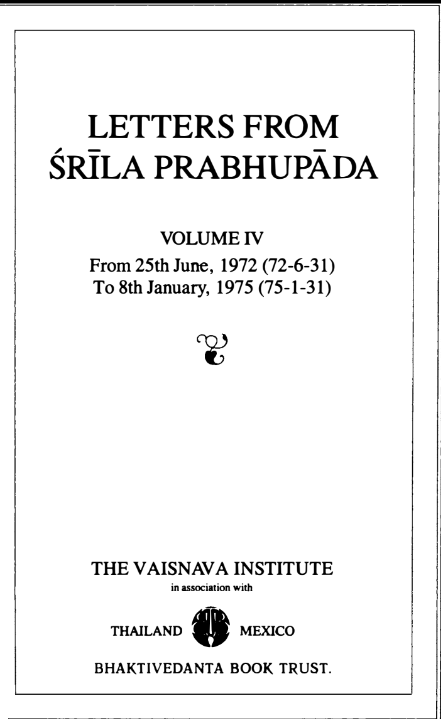 LETTERS FROM
ŚRĪLA PRABHUPĀDA
VOLUME IV
From 25th June, 1972 (72-6-31)
To 8th January, 1975 (75-1-31)
THE VAISNAVA INSTITUTE
in association with
THAILAND MEXICO
BHAKTIVEDANTA BOOK TRUST.